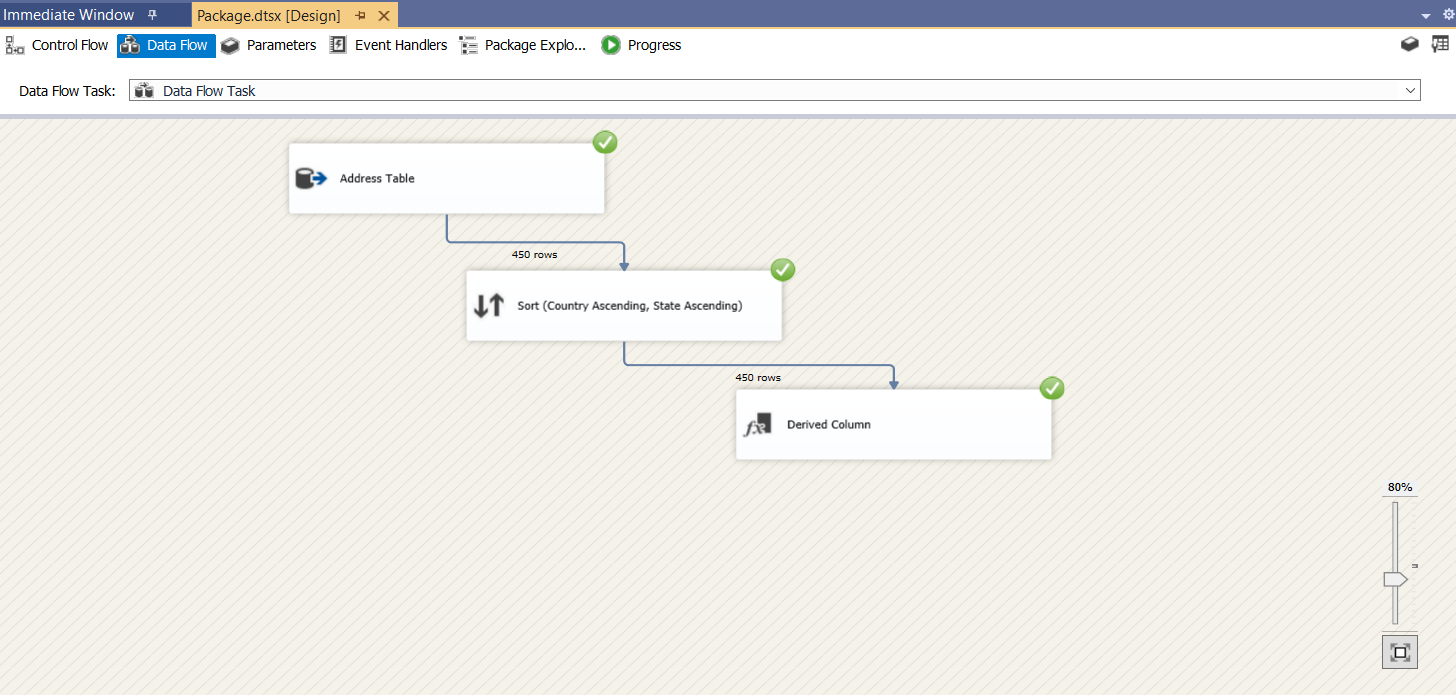 Immediate Window
Package.dtsx [Design]
Control Flow
Data Flow
Parameters
Event Handlers
Package Explo...
Progress
Data Flow Task:
Data Flow Task
Address Table
450 rows
Sort (Country Ascending, State Ascending)
450 rows
fx
Derived Column
80%